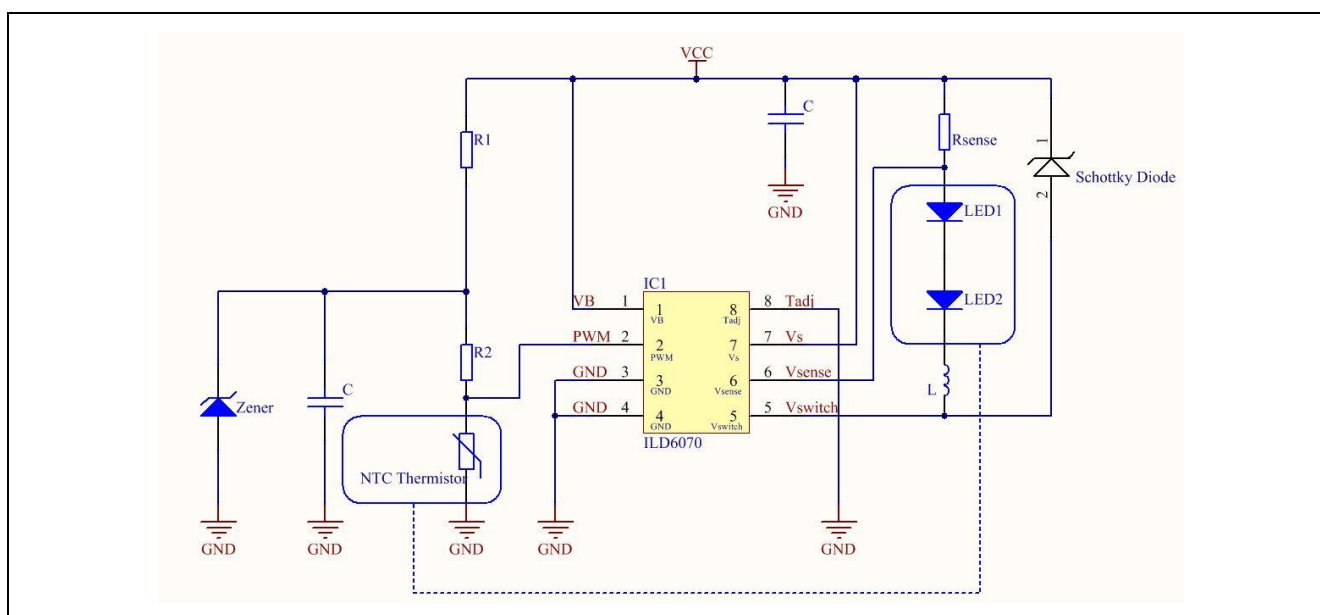 VCC
C
R1
Rsense
1
2
Schottky Diode
GND
LED1
LED2
IC1
VB 1 1 VB
8 Tadj 8 Tadj
PWM 2 2 PWM
7 Vs 7 Vs
GND 3 3 GND
6 Vsense 6 Vsense
GND 4 4 GND
5 Vswitch 5 Vswitch
ILD6070
R2
L
Zener
C
NTC Thermistor
GND
GND
GND
GND
GND